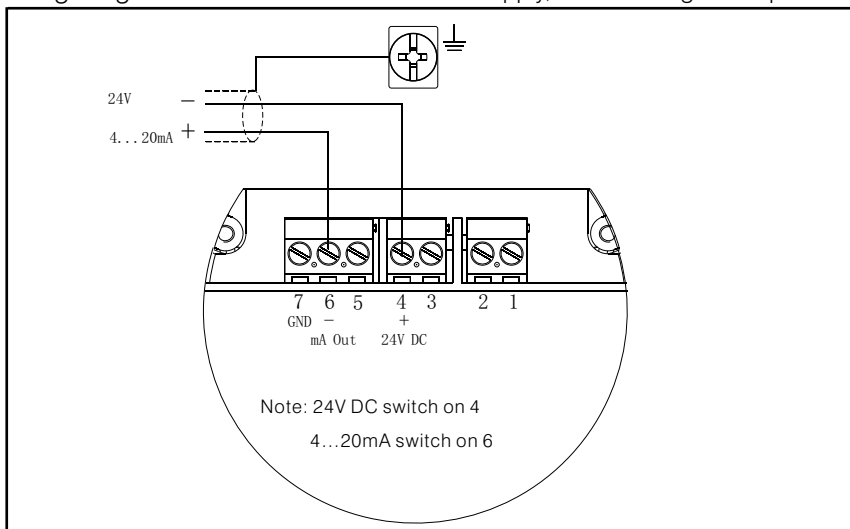 24V −
4...20mA +
7 6 5 4 3 2 1
GND − +
mA Out 24V DC
Note: 24V DC switch on 4
4...20mA switch on 6